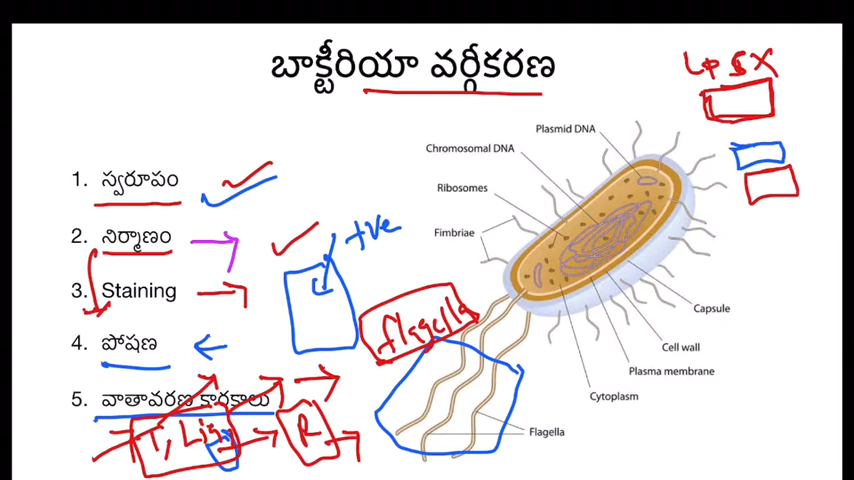 బాక్టీరియా వర్గీకరణ
1. స్వరూపం
2. నిర్మాణం
3. Staining
4. పోషణ
5. వాతావరణ కారకాలు
+ve
flagella
R
Plasmid DNA
Chromosomal DNA
Ribosomes
Fimbriae
Capsule
Cell wall
Plasma membrane
Cytoplasm
Flagella